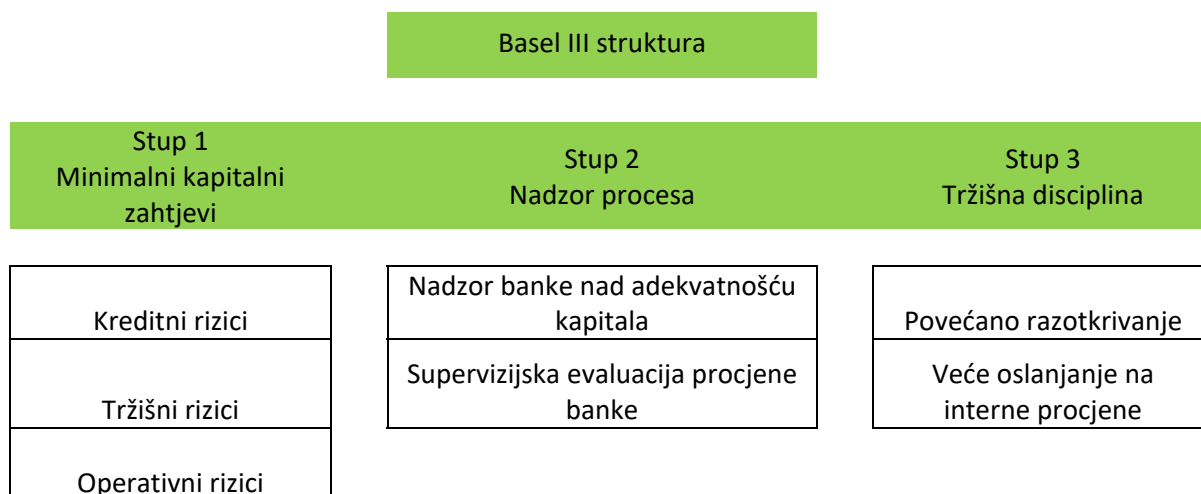 Basel III struktura
Stup 1
Minimalni kapitalni
zahtjevi
Stup 2
Nadzor procesa
Stup 3
Tržišna disciplina
Kreditni rizici
Tržišni rizici
Operativni rizici
Nadzor banke nad adekvatnošću
kapitala
Supervizijska evaluacija procjene
banke
Povećano razotkrivanje
Veće oslanjanje na
interne procjene